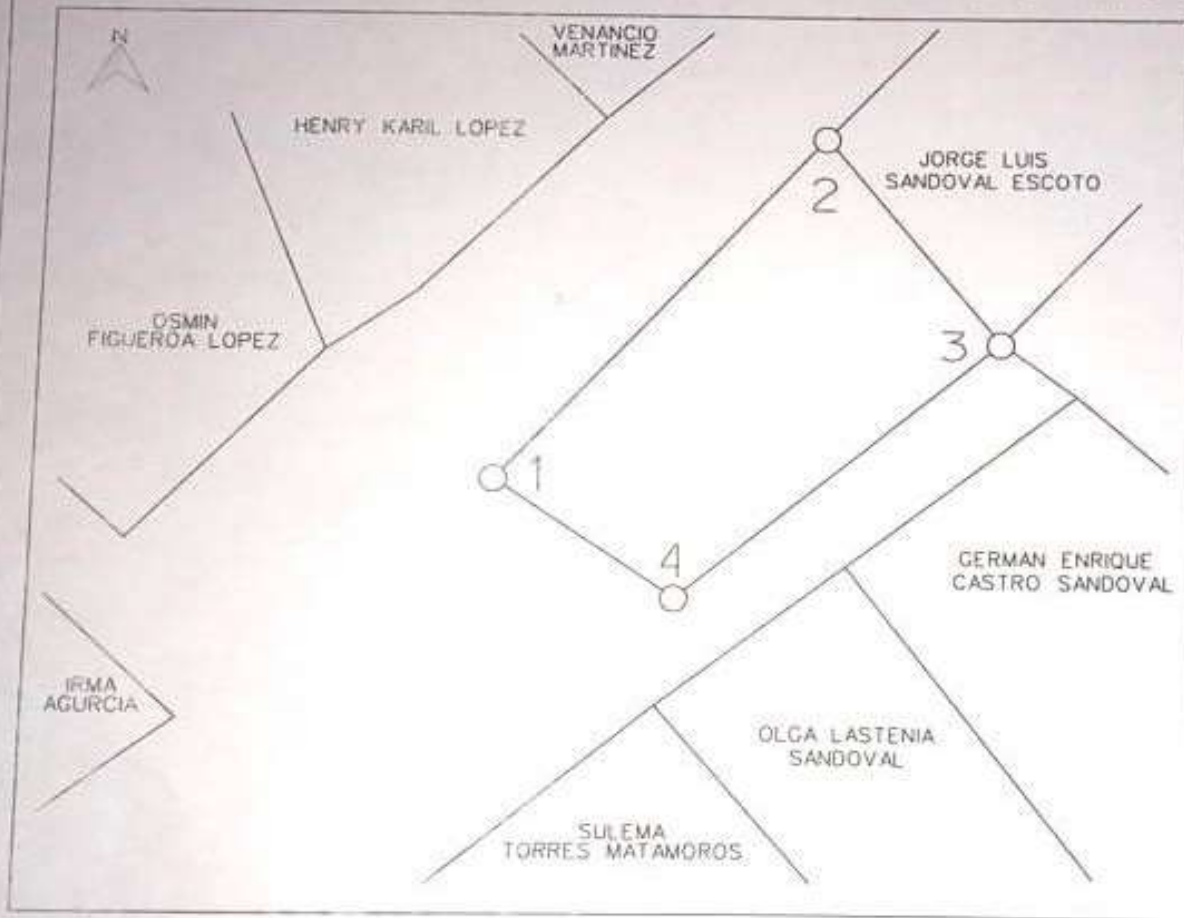 N
VENANCIO
MARTINEZ
HENRY KARIL LOPEZ
JORGE LUIS
SANDOVAL ESCOTO
2
OSMIN
FIGUEROA LOPEZ
3
1
4
GERMAN ENRIQUE
CASTRO SANDOVAL
IRMA
AGURCIA
OLGA LASTENIA
SANDOVAL
SULEMA
TORRES MATAMOROS